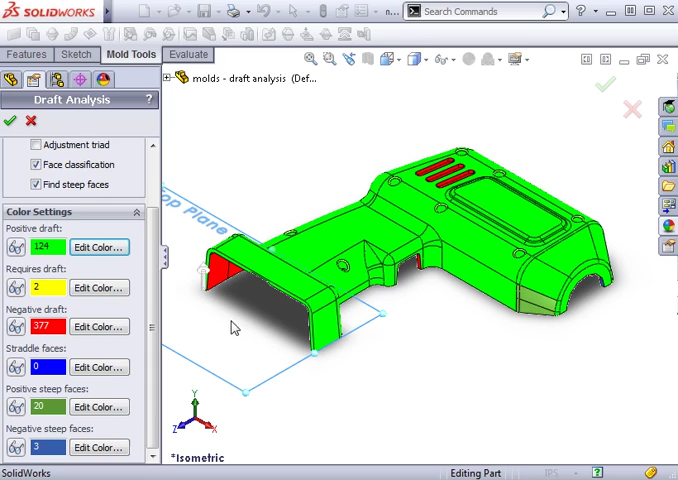 SOLIDWORKS
n...
Search Commands
?
Features
Sketch
Mold Tools
Evaluate
molds - draft analysis (Def...
Draft Analysis
?
Adjustment triad
Face classification
Find steep faces
Color Settings
Positive draft:
124
Edit Color...
Requires draft:
2
Edit Color...
Negative draft:
377
Edit Color...
Straddle faces:
0
Edit Color...
Positive steep faces:
20
Edit Color...
Negative steep faces:
3
Edit Color...
op Plane
Y
Z
X
*Isometric
SolidWorks
Editing Part
IPS
?